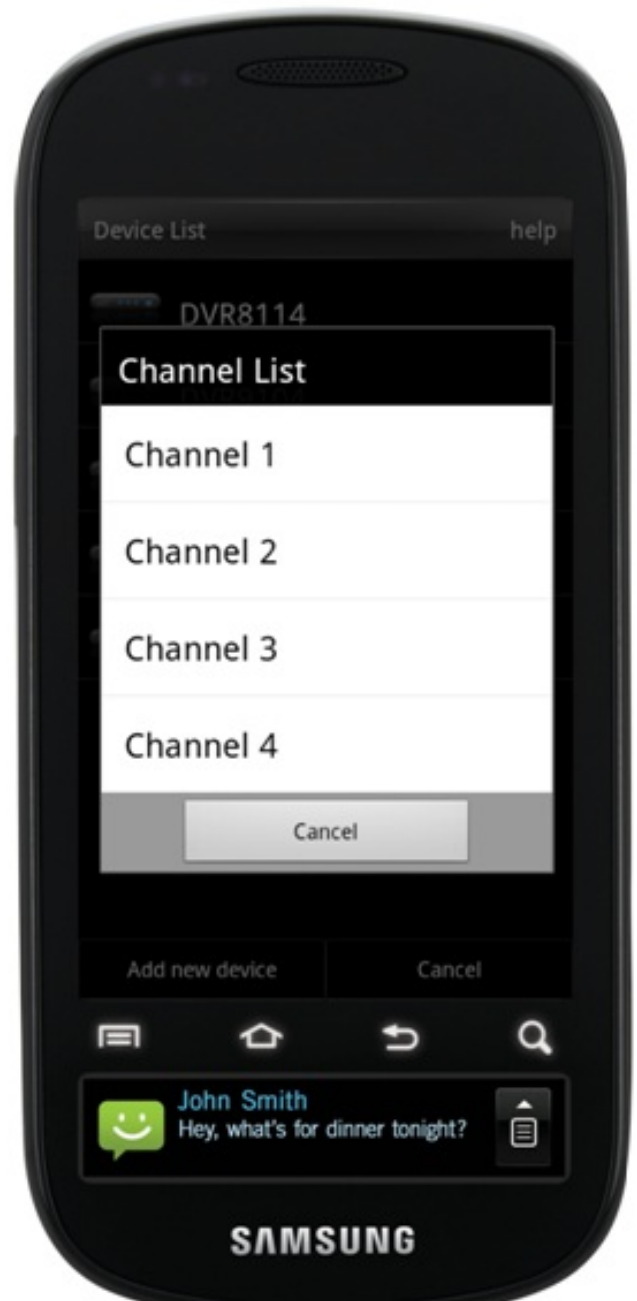 Device List help
DVR8114
Channel List
Channel 1
Channel 2
Channel 3
Channel 4
Cancel
Add new device Cancel
John Smith
Hey, what's for dinner tonight?
SAMSUNG